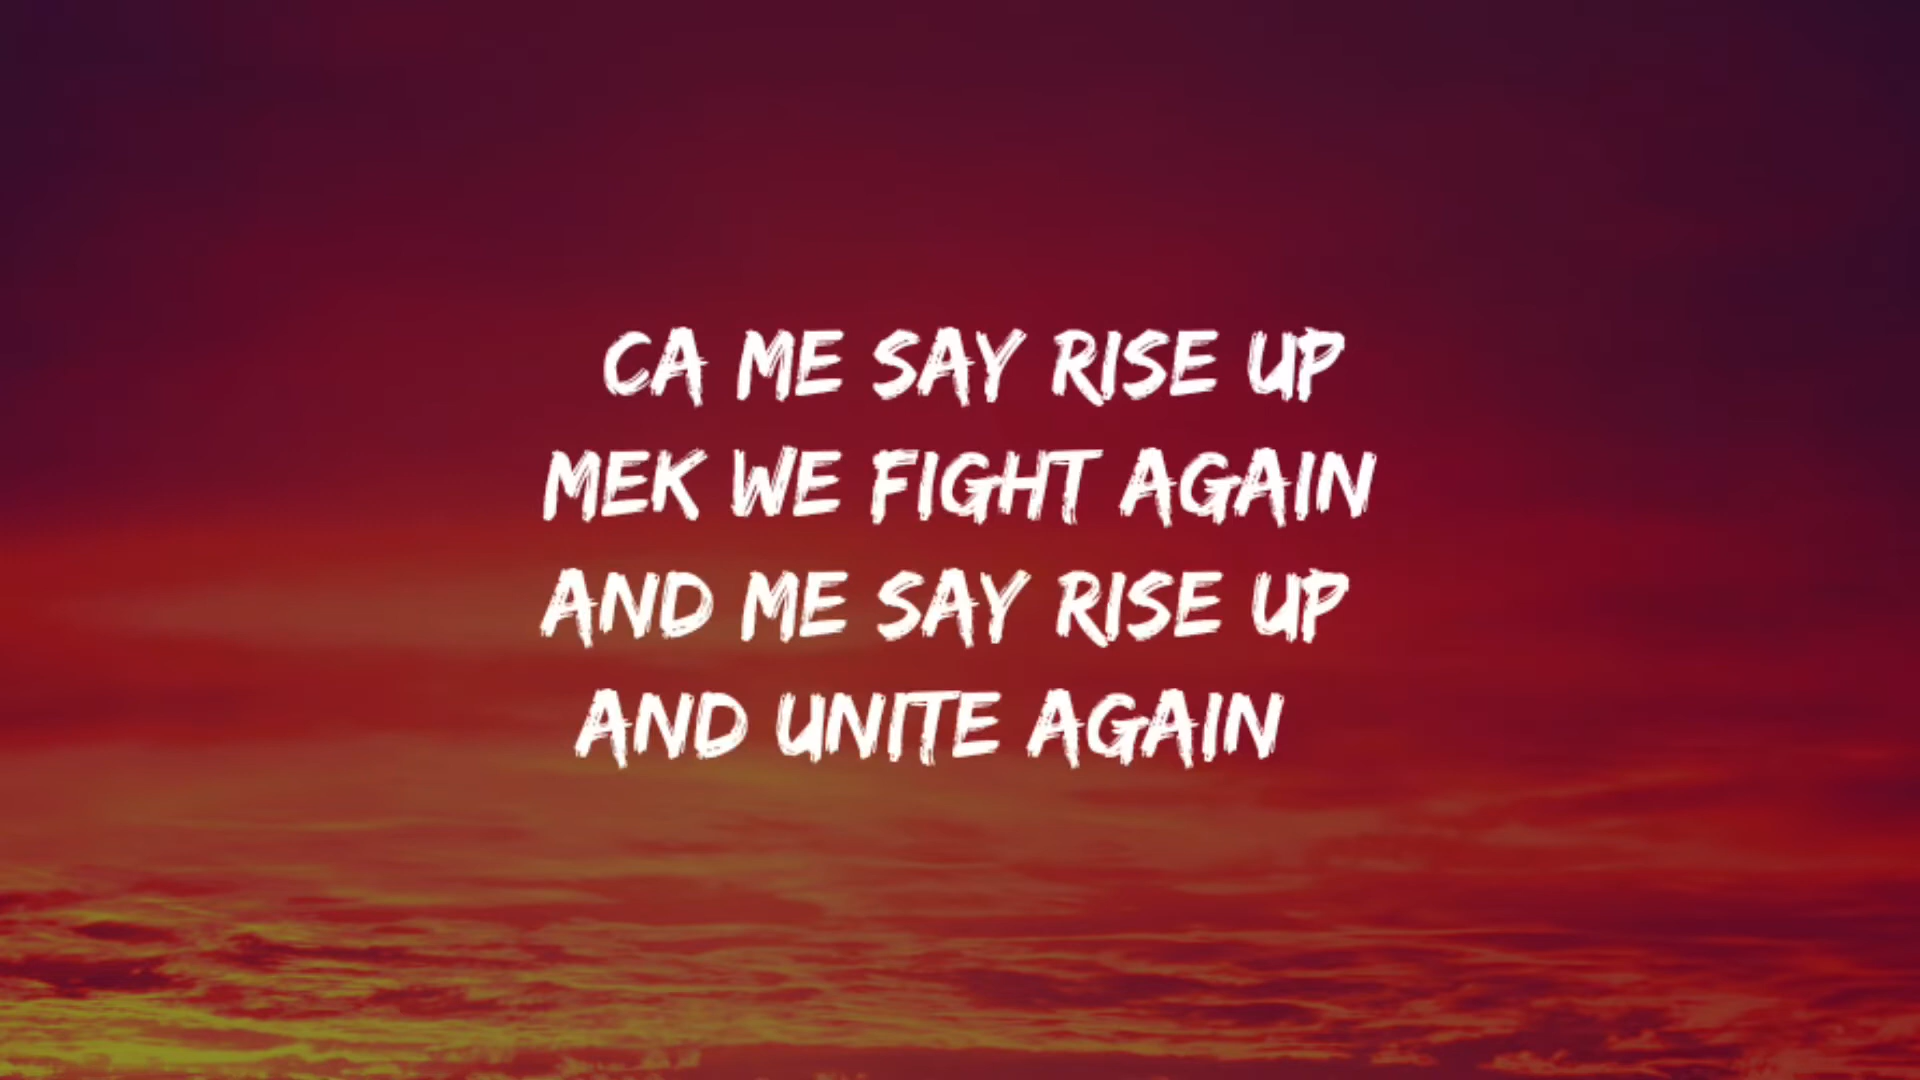 CA ME SAY RISE UP
MEK WE FIGHT AGAIN
AND ME SAY RISE UP
AND UNITE AGAIN